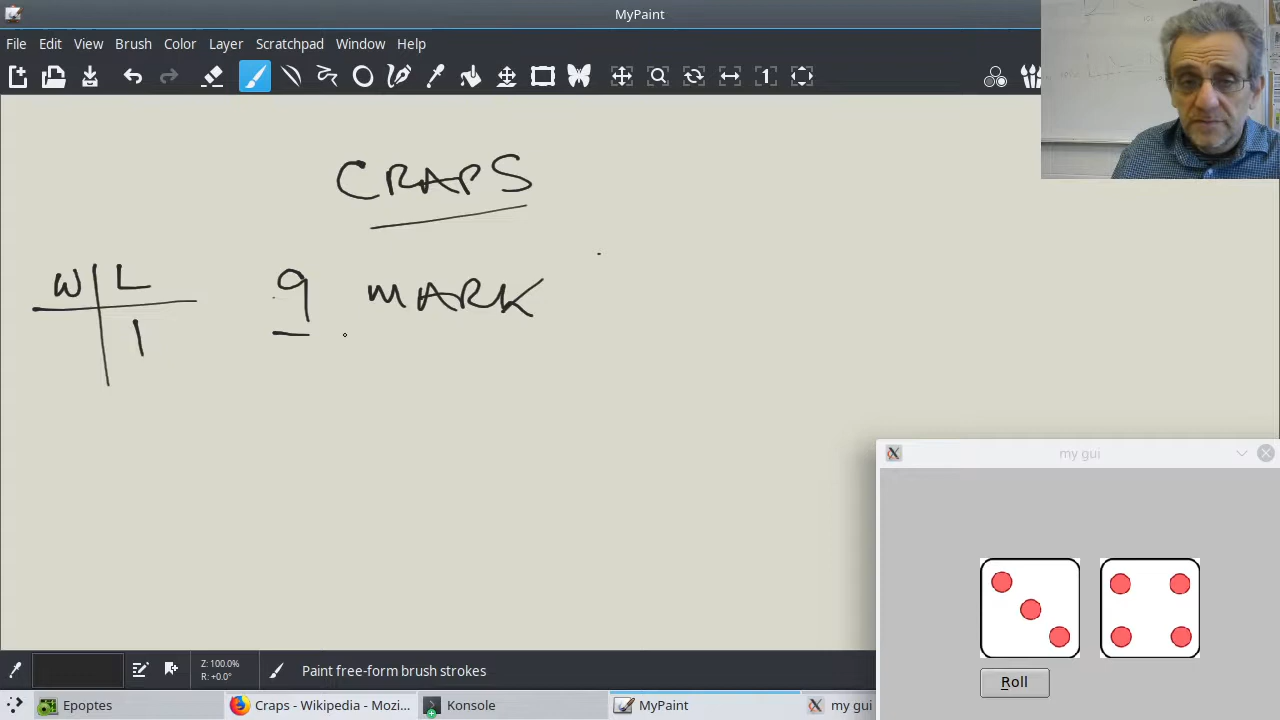 MyPaint
File Edit View Brush Color Layer Scratchpad Window Help
1
CRAPS
W L
1
9 MARK
my gui
Roll
Z: 100.0%
R: +0.0°
Paint free-form brush strokes
Epoptes
Craps - Wikipedia - Mozi...
Konsole
MyPaint
my gui